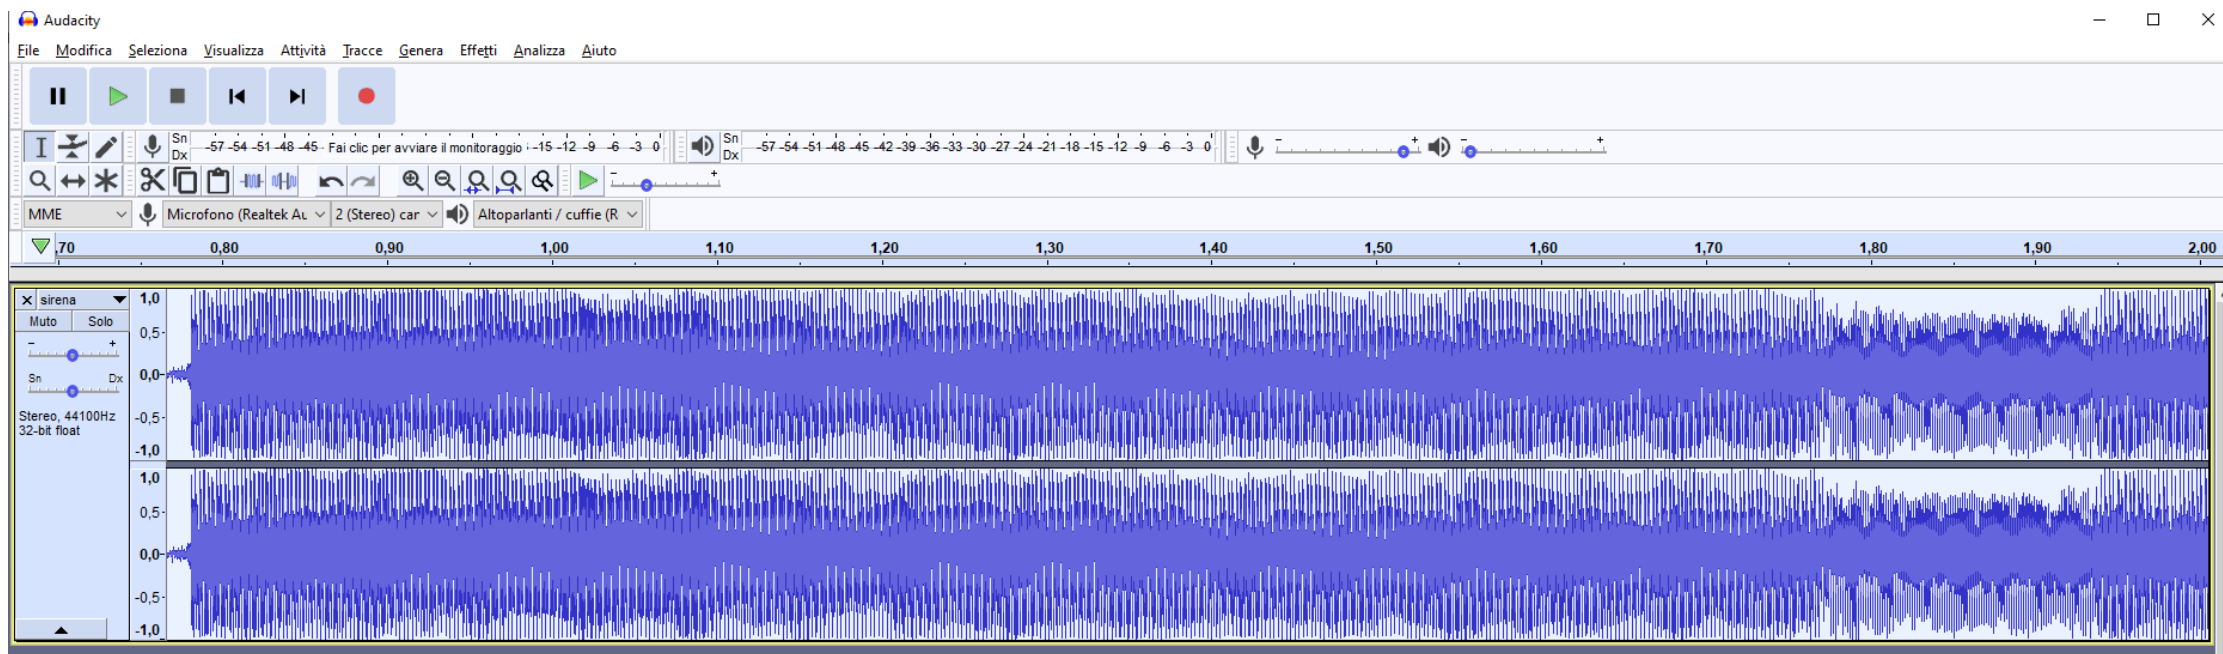 Audacity
File Modifica Seleziona Visualizza Attività Tracce Genera Effetti Analizza Aiuto
Sn
Dx
-57 -54 -51 -48 -45 Fai clic per avviare il monitoraggio -15 -12 -9 -6 -3 0
Sn
Dx
-57 -54 -51 -48 -45 -42 -39 -36 -33 -30 -27 -24 -21 -18 -15 -12 -9 -6 -3 0
- +
- +
- +
MME Microfono (Realtek Au 2 (Stereo) car Altoparlanti / cuffie (R
,70 0,80 0,90 1,00 1,10 1,20 1,30 1,40 1,50 1,60 1,70 1,80 1,90 2,00
X sirena
Muto Solo
- +
Sn Dx
Stereo, 44100Hz
32-bit float
1,0
0,5
0,0
-0,5
-1,0
1,0
0,5
0,0
-0,5
-1,0